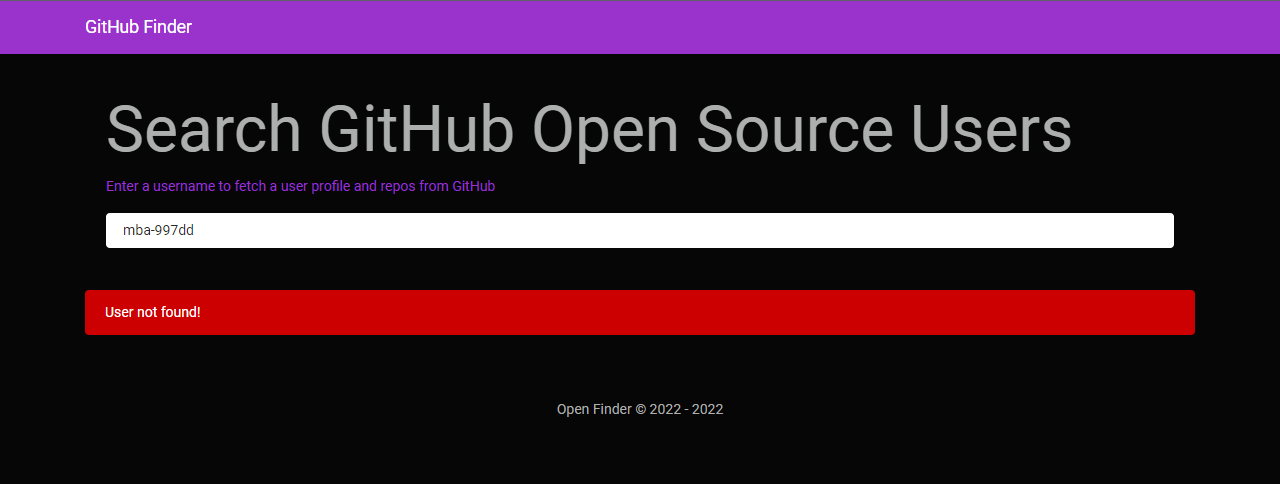 GitHub Finder
Search GitHub Open Source Users
Enter a username to fetch a user profile and repos from GitHub
mba-997dd
User not found!
Open Finder © 2022 - 2022